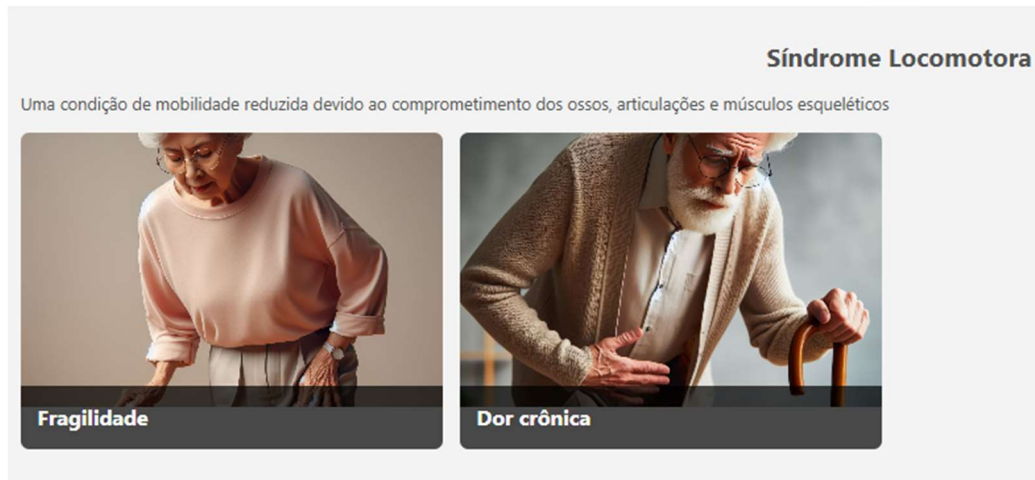 Síndrome Locomotora
Uma condição de mobilidade reduzida devido ao comprometimento dos ossos, articulações e músculos esqueléticos
Fragilidade
Dor crônica